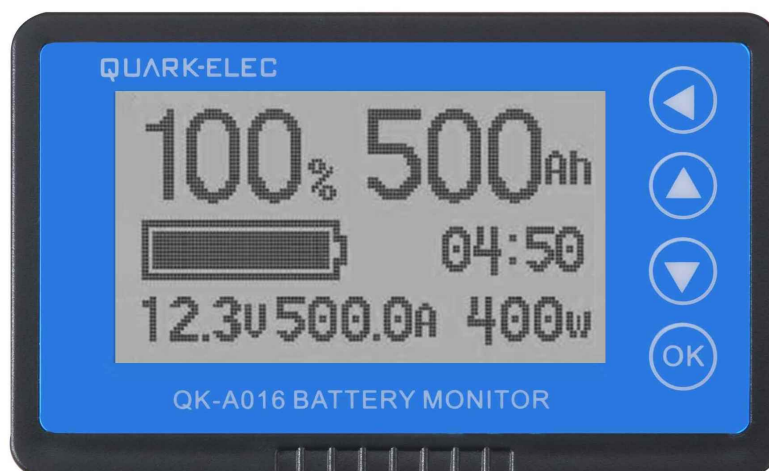 QUARK-ELEC
100% 500Ah
04:50
12.3V 500.0A 400W
OK
QK-A016 BATTERY MONITOR